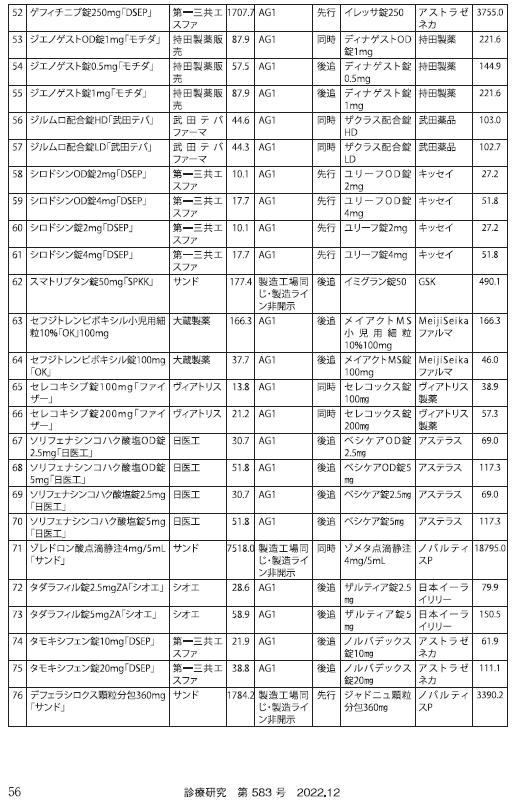 52 ゲフィチニブ錠250mg「DSEP」 第一三共エスファ 1707.7 AG1 先行 イレッサ錠250 アストラゼネカ 3755.0
53 ジエノゲストOD錠1mg「モチダ」 持田製薬販売 87.9 AG1 同時 ディナゲストOD錠1mg 持田製薬 221.6
54 ジエノゲスト錠0.5mg「モチダ」 持田製薬販売 57.5 AG1 後追 ディナゲスト錠0.5mg 持田製薬 144.9
55 ジエノゲスト錠1mg「モチダ」 持田製薬販売 87.9 AG1 後追 ディナゲスト錠1mg 持田製薬 221.6
56 ジルムロ配合錠HD「武田テバ」 武田テバファーマ 44.6 AG1 同時 ザクラス配合錠HD 武田薬品 103.0
57 ジルムロ配合錠LD「武田テバ」 武田テバファーマ 44.3 AG1 同時 ザクラス配合錠LD 武田薬品 102.7
58 シロドシンOD錠2mg「DSEP」 第一三共エスファ 10.1 AG1 先行 ユリーフOD錠2mg キッセイ 27.2
59 シロドシンOD錠4mg「DSEP」 第一三共エスファ 17.7 AG1 先行 ユリーフOD錠4mg キッセイ 51.8
60 シロドシン錠2mg「DSEP」 第一三共エスファ 10.1 AG1 先行 ユリーフ錠2mg キッセイ 27.2
61 シロドシン錠4mg「DSEP」 第一三共エスファ 17.7 AG1 先行 ユリーフ錠4mg キッセイ 51.8
62 スマトリプタン錠50mg「SPKK」 サンド 177.4 製造工場同じ・製造ライン非開示 後追 イミグラン錠50 GSK 490.1
63 セフジトレンピボキシル小児用細粒10%「OK」100mg 大蔵製薬 166.3 AG1 後追 メイアクトMS小児用細粒10%100mg MeijiSeikaファルマ 166.3
64 セフジトレンピボキシル錠100mg「OK」 大蔵製薬 37.7 AG1 後追 メイアクトMS錠100mg MeijiSeikaファルマ 46.0
65 セレコキシブ錠100mg「ファイザー」 ヴィアトリス 13.8 AG1 同時 セレコックス錠100mg ヴィアトリス製薬 38.9
66 セレコキシブ錠200mg「ファイザー」 ヴィアトリス 21.2 AG1 同時 セレコックス錠200mg ヴィアトリス製薬 57.3
67 ソリフェナシンコハク酸塩OD錠2.5mg「日医工」 日医工 30.7 AG1 後追 ベシケアOD錠2.5mg アステラス 69.0
68 ソリフェナシンコハク酸塩OD錠5mg「日医工」 日医工 51.8 AG1 後追 ベシケアOD錠5㎎ アステラス 117.3
69 ソリフェナシンコハク酸塩錠2.5mg「日医工」 日医工 30.7 AG1 後追 ベシケア錠2.5mg アステラス 69.0
70 ソリフェナシンコハク酸塩錠5mg「日医工」 日医工 51.8 AG1 後追 ベシケア錠5㎎ アステラス 117.3
71 ゾレドロン酸点滴静注4mg/5mL「サンド」 サンド 7518.0 製造工場同じ・製造ライン非開示 同時 ゾメタ点滴静注4mg/5mL ノバルティスP 18795.0
72 タダラフィル錠2.5mgZA「シオエ」 シオエ 28.6 AG1 後追 ザルティア錠2.5㎎ 日本イーライリリー 79.9
73 タダラフィル錠5mgZA「シオエ」 シオエ 58.9 AG1 後追 ザルティア錠5㎎ 日本イーライリリー 150.5
74 タモキシフェン錠10mg「DSEP」 第一三共エスファ 21.9 AG1 後追 ノルバデックス錠10㎎ アストラゼネカ 61.9
75 タモキシフェン錠20mg「DSEP」 第一三共エスファ 38.8 AG1 後追 ノルバデックス錠20㎎ アストラゼネカ 111.1
76 デフェラシロクス顆粒分包360mg「サンド」 サンド 1784.2 製造工場同じ・製造ライン非開示 先行 ジャドニュ顆粒分包360㎎ ノバルティスP 3390.2
56 診療研究 第583号 2022.12